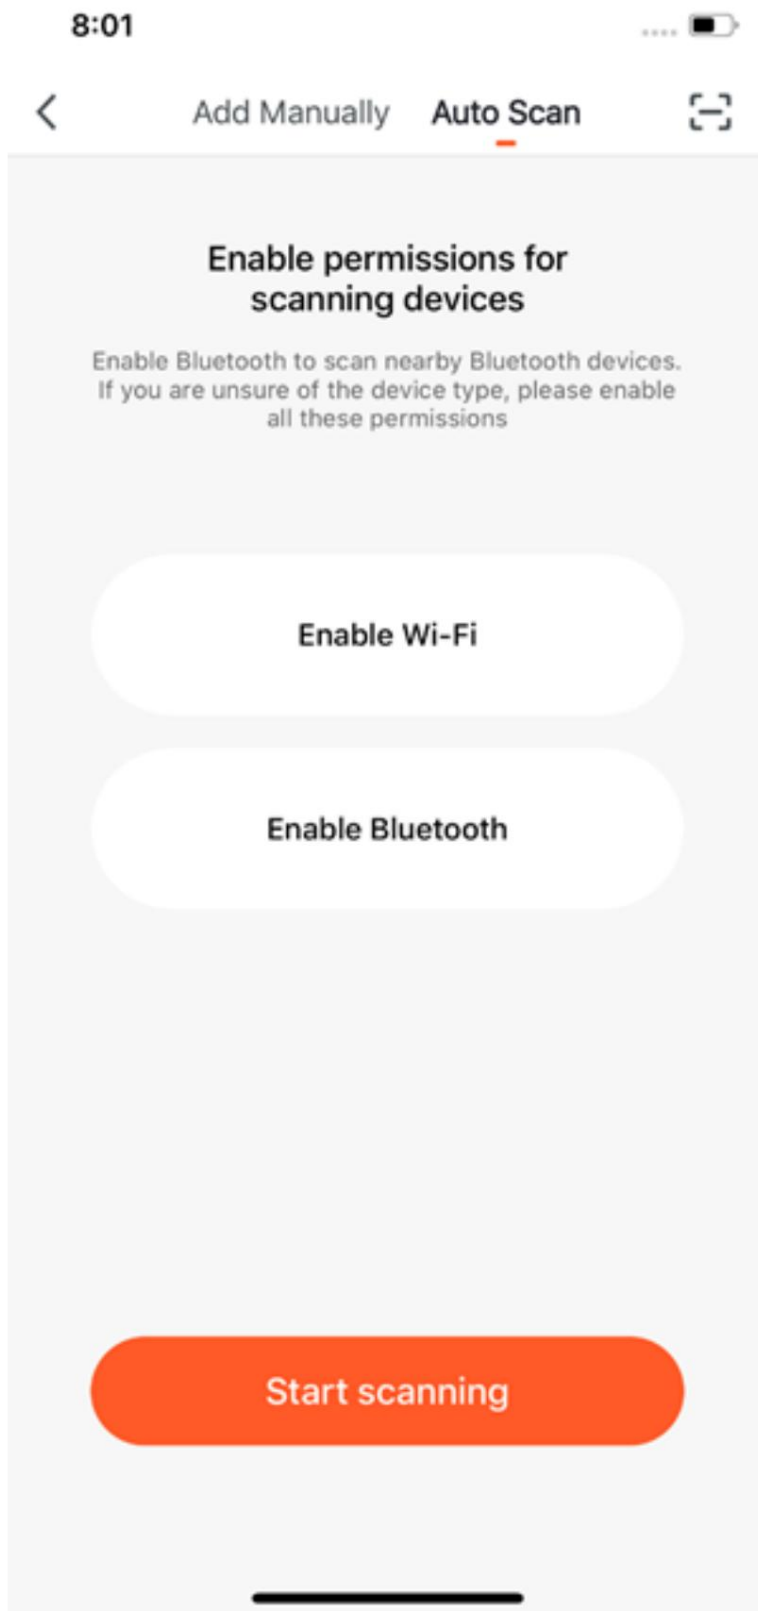 8:01
Add Manually Auto Scan
Enable permissions for
scanning devices
Enable Bluetooth to scan nearby Bluetooth devices.
If you are unsure of the device type, please enable
all these permissions
Enable Wi-Fi
Enable Bluetooth
Start scanning